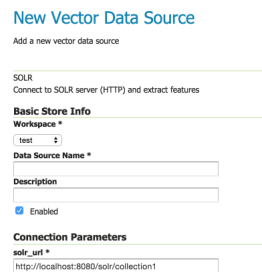 New Vector Data Source
Add a new vector data source
SOLR
Connect to SOLR server (HTTP) and extract features
Basic Store Info
Workspace *
test
Data Source Name *
Description
Enabled
Connection Parameters
solr_url *
http://localhost:8080/solr/collection1